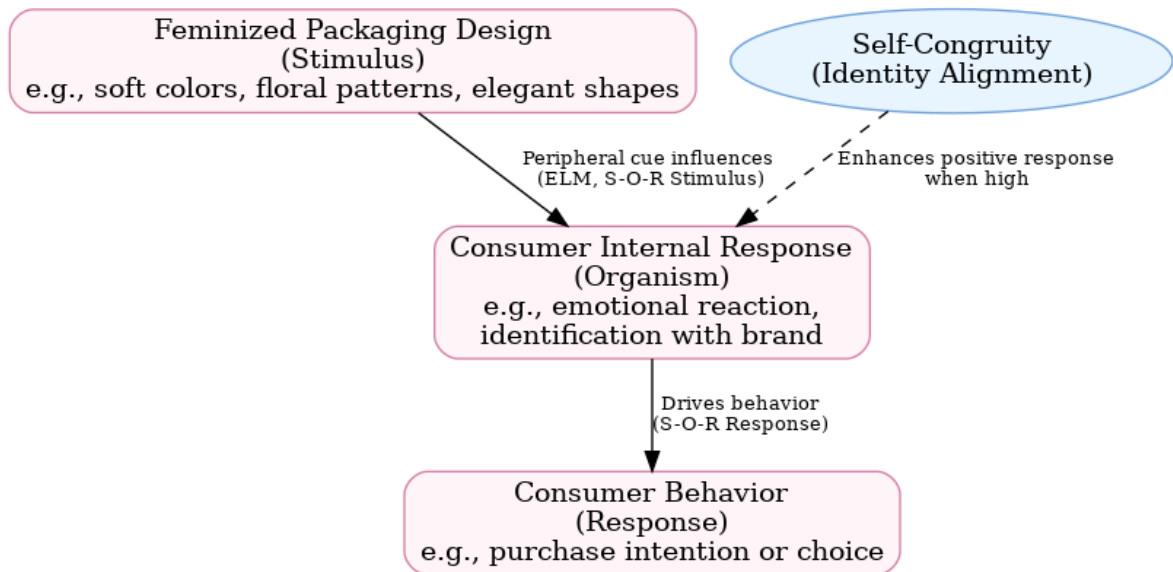 Feminized Packaging Design
(Stimulus)
e.g., soft colors, floral patterns, elegant shapes
Self-Congruity
(Identity Alignment)
Peripheral cue influences
(ELM, S-O-R Stimulus)
Enhances positive response
when high
Consumer Internal Response
(Organism)
e.g., emotional reaction,
identification with brand
Drives behavior
(S-O-R Response)
Consumer Behavior
(Response)
e.g., purchase intention or choice